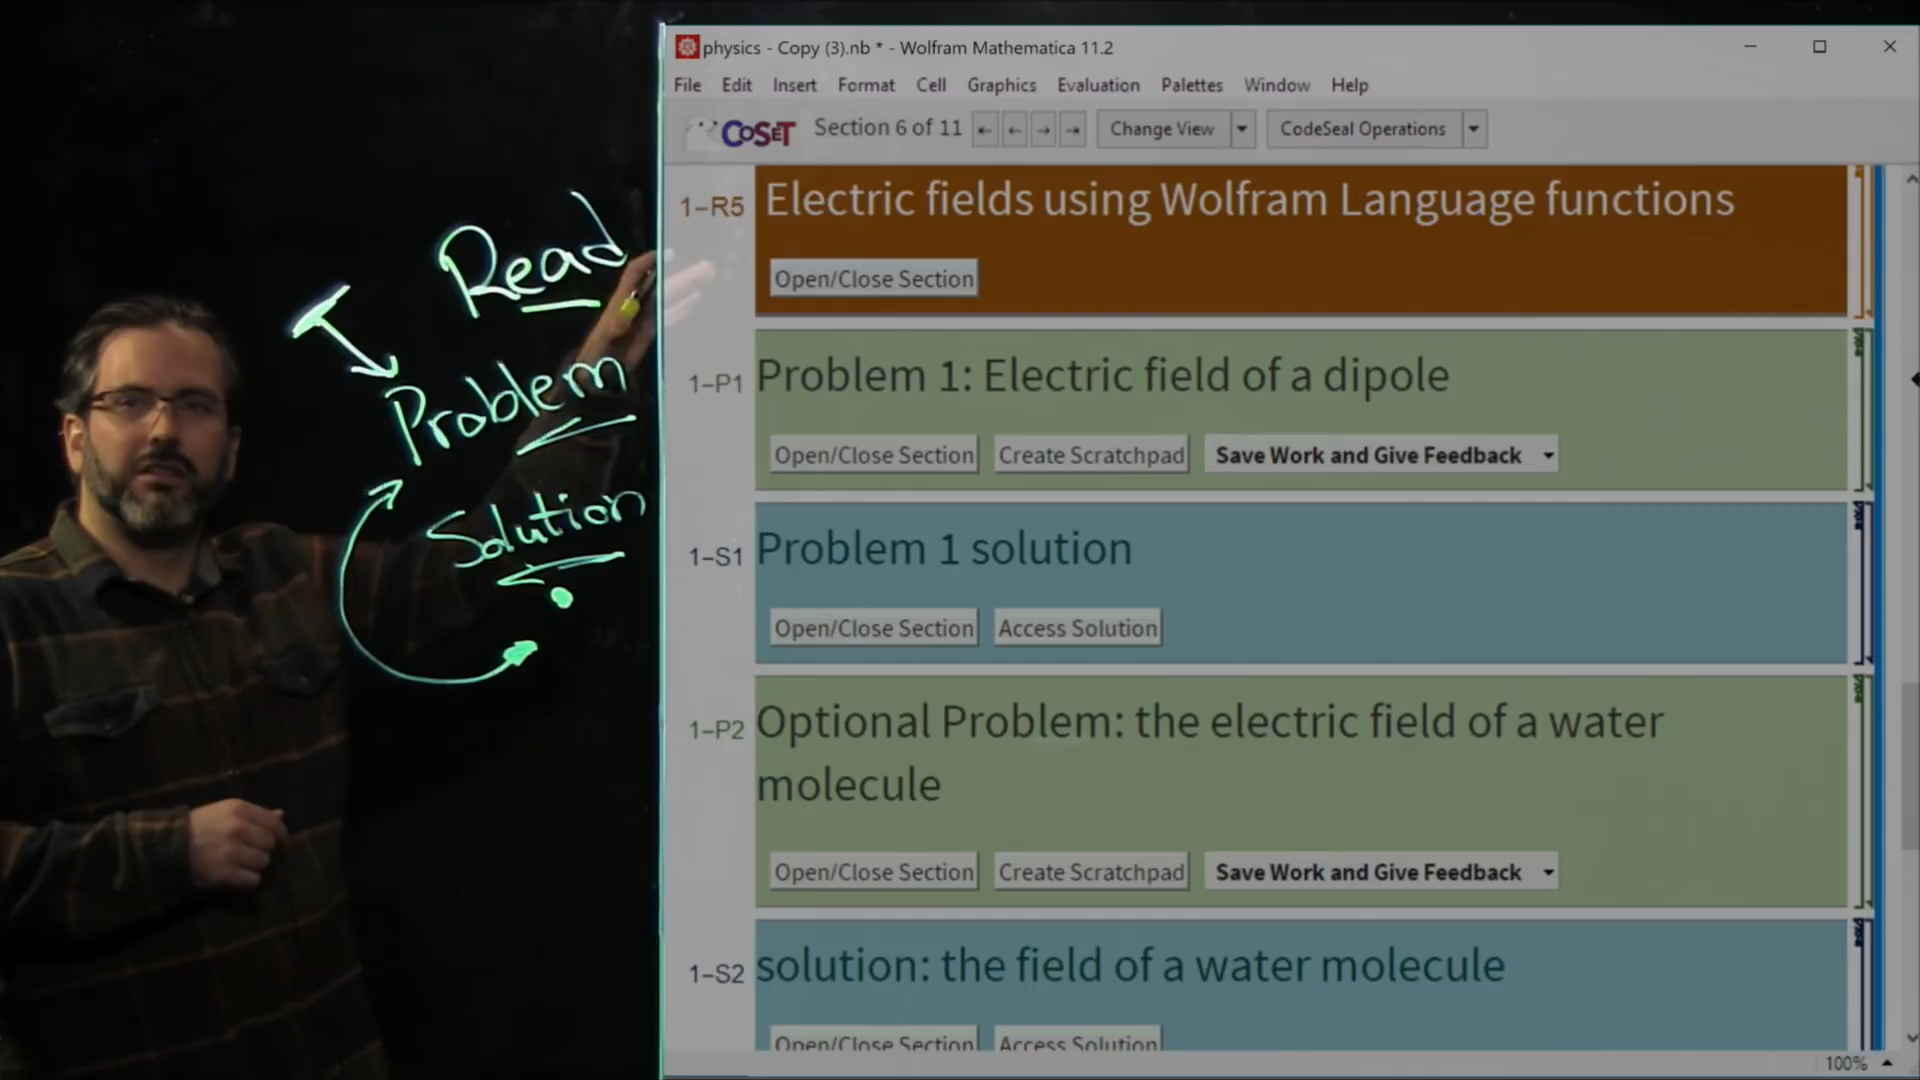 Read
Problem
Solution
physics - Copy (3).nb * - Wolfram Mathematica 11.2
File Edit Insert Format Cell Graphics Evaluation Palettes Window Help
CoSeT Section 6 of 11 Change View CodeSeal Operations
1-R5 Electric fields using Wolfram Language functions
Open/Close Section
1-P1 Problem 1: Electric field of a dipole
Open/Close Section Create Scratchpad Save Work and Give Feedback
1-S1 Problem 1 solution
Open/Close Section Access Solution
1-P2 Optional Problem: the electric field of a water
molecule
Open/Close Section Create Scratchpad Save Work and Give Feedback
1-S2 solution: the field of a water molecule
Open/Close Section Access Solution
100%